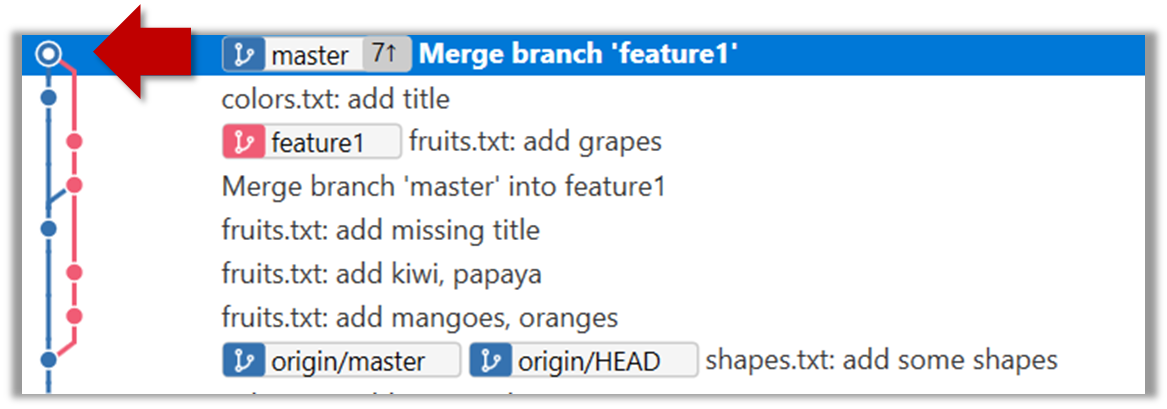 master 7↑ Merge branch 'feature1'
colors.txt: add title
feature1 fruits.txt: add grapes
Merge branch 'master' into feature1
fruits.txt: add missing title
fruits.txt: add kiwi, papaya
fruits.txt: add mangoes, oranges
origin/master origin/HEAD shapes.txt: add some shapes